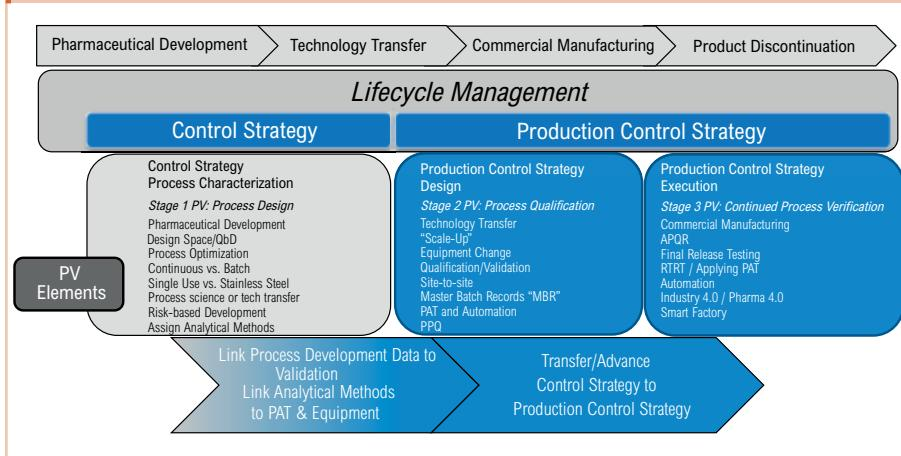 Pharmaceutical Development
Technology Transfer
Commercial Manufacturing
Product Discontinuation
Lifecycle Management
Control Strategy
Production Control Strategy
PV
Elements
Control Strategy
Process Characterization
Stage 1 PV: Process Design
Pharmaceutical Development
Design Space/QbD
Process Optimization
Continuous vs. Batch
Single Use vs. Stainless Steel
Process science or tech transfer
Risk-based Development
Assign Analytical Methods
Production Control Strategy
Design
Stage 2 PV: Process Qualification
Technology Transfer
“Scale-Up”
Equipment Change
Qualification/Validation
Site-to-site
Master Batch Records “MBR”
PAT and Automation
PPQ
Production Control Strategy
Execution
Stage 3 PV: Continued Process Verification
Commercial Manufacturing
APQR
Final Release Testing
RTRT / Applying PAT
Automation
Industry 4.0 / Pharma 4.0
Smart Factory
Link Process Development Data to
Validation
Link Analytical Methods
to PAT & Equipment
Transfer/Advance
Control Strategy to
Production Control Strategy